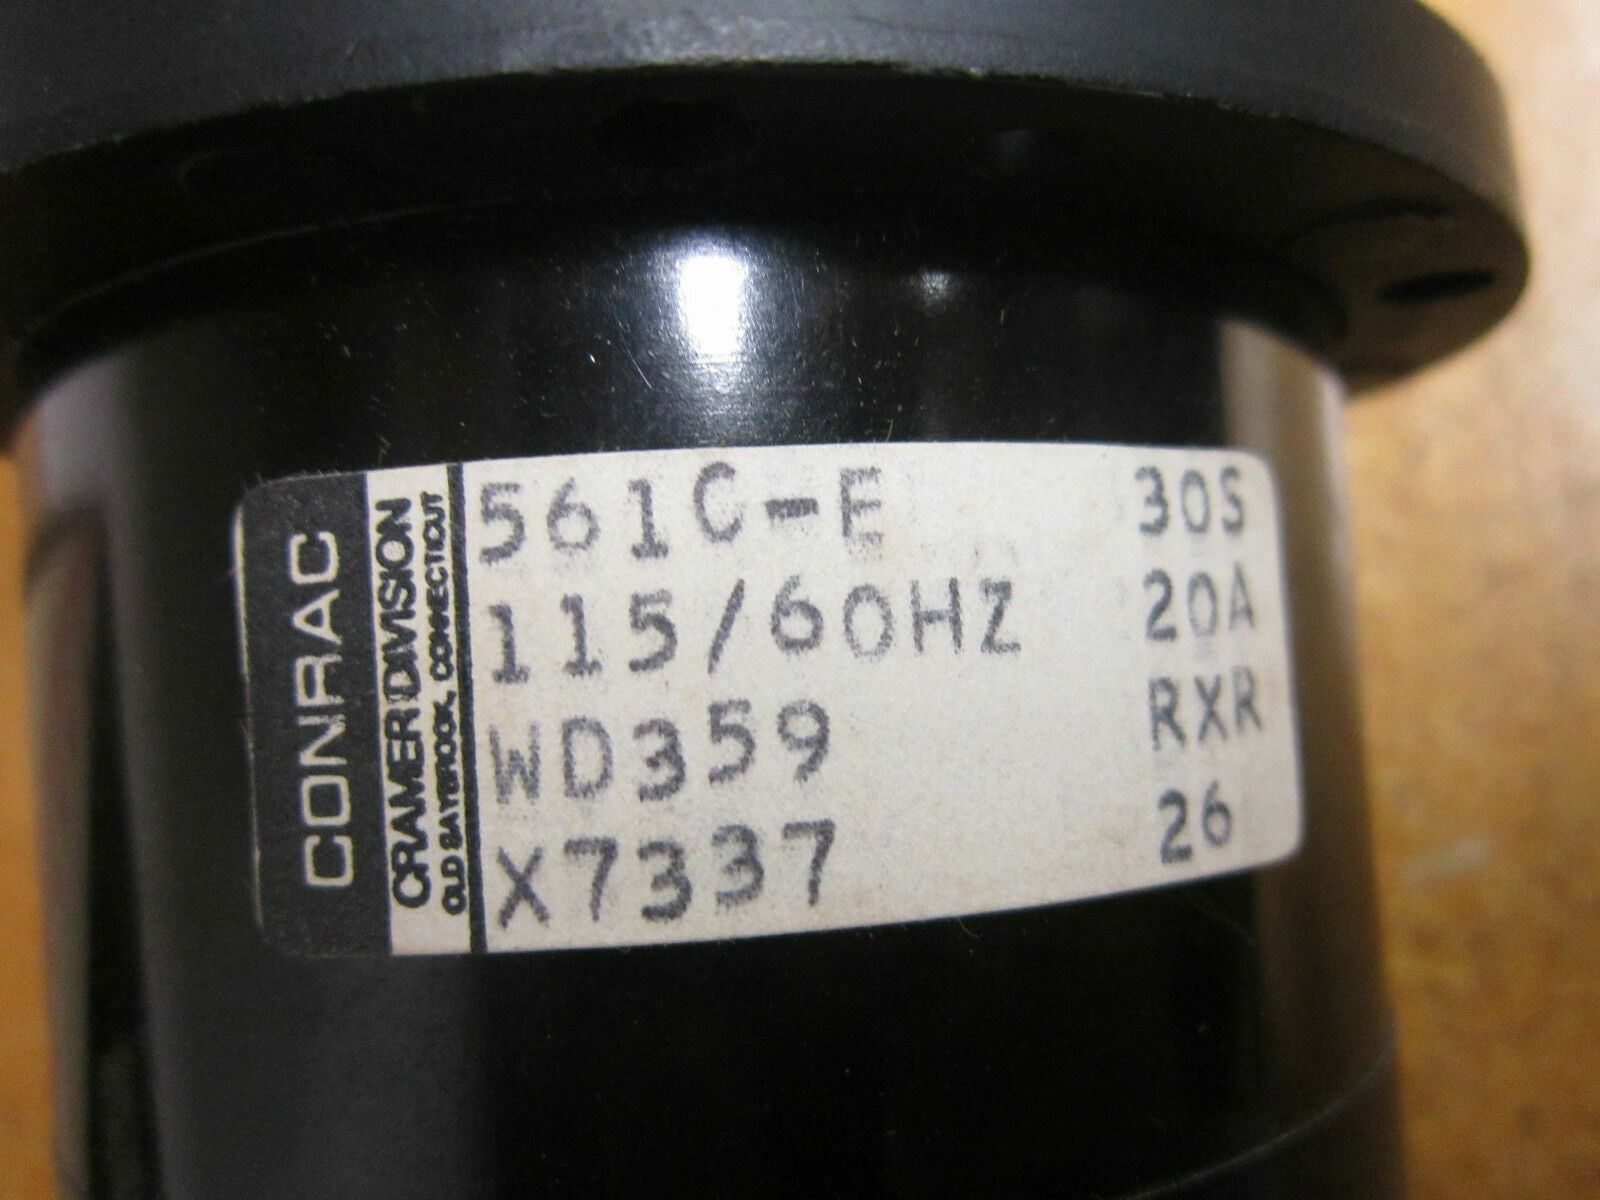 CONRAC
CRAMER DIVISION
OLD SAYBROOK, CONNECTICUT
561C-E 30S
115/60HZ 20A
WD359 RXR
X7337 26